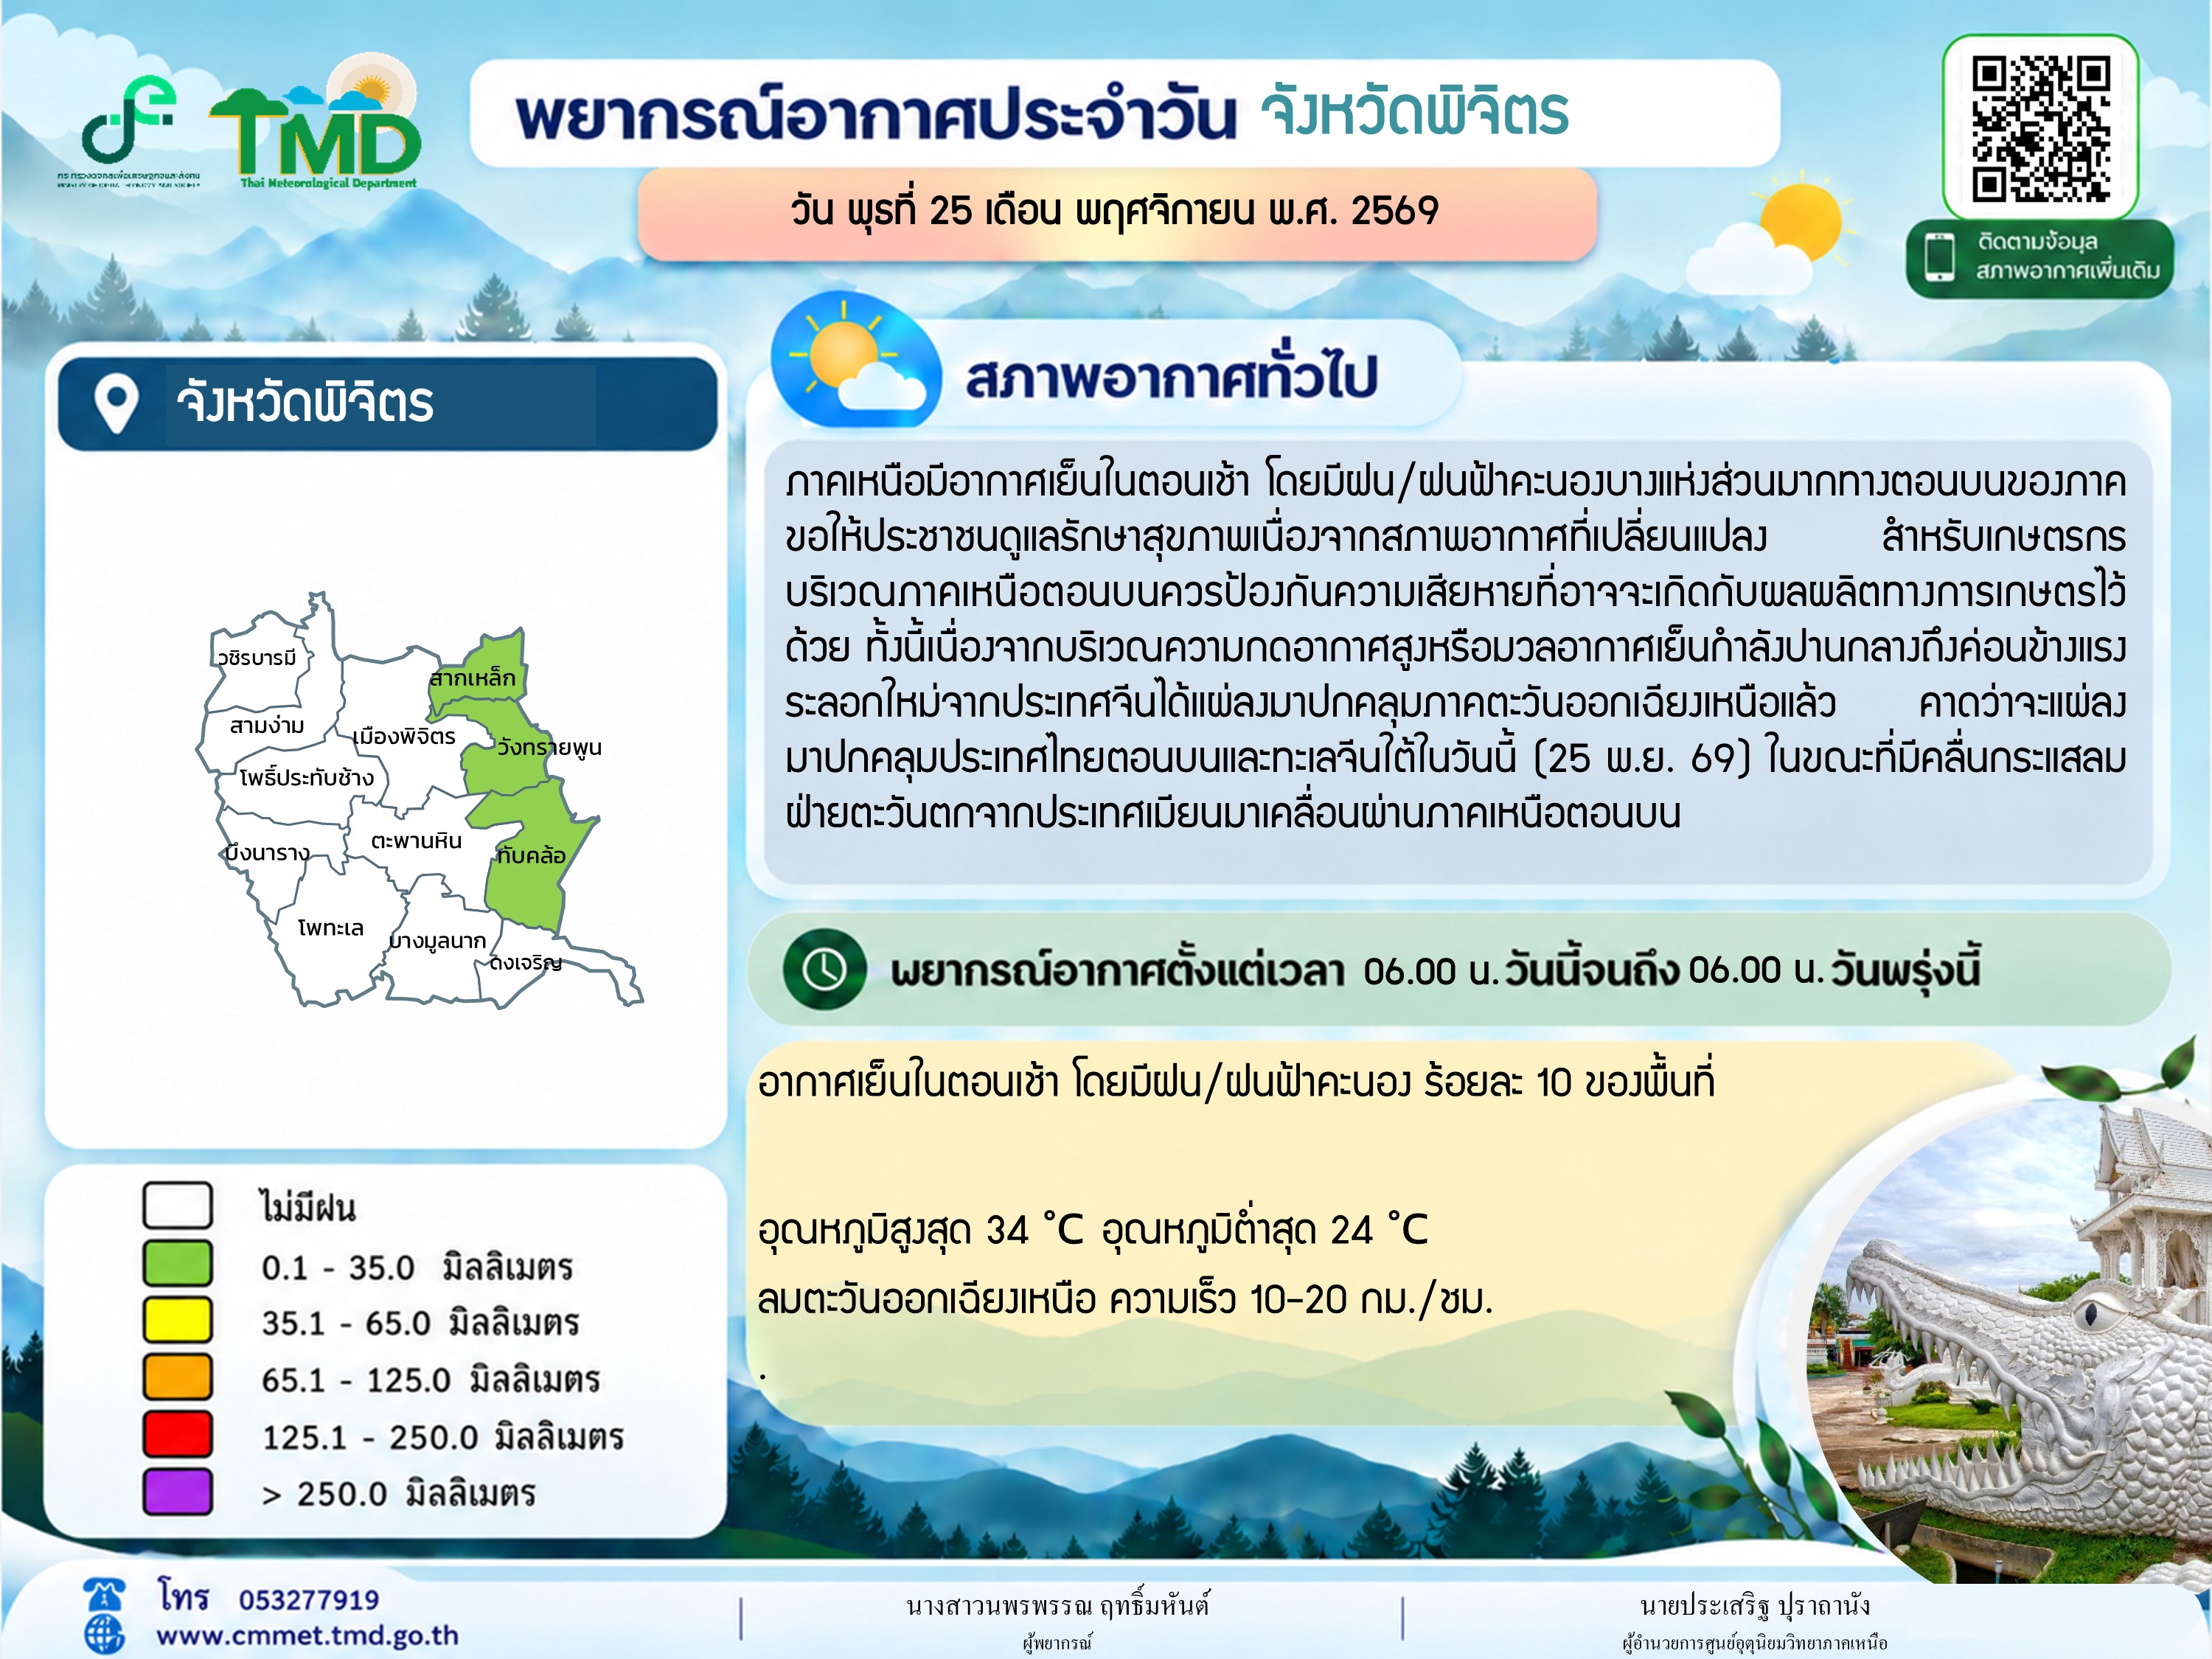 พยากรณ์อากาศประจำวัน จังหวัดพิจิตร
วัน พุธที่ 25 เดือน พฤศจิกายน พ.ศ. 2569
TMD
Thai Meteorological Department
ติดตามข้อมูล
สภาพอากาศเพิ่มเติม
จังหวัดพิจิตร
วชิรบารมี
สากเหล็ก
สามง่าม
เมืองพิจิตร
วังทรายพูน
โพธิ์ประทับช้าง
ตะพานหิน
บึงนาราง
ทับคล้อ
โพทะเล
บางมูลนาก
ดงเจริญ
ไม่มีฝน
0.1 - 35.0 มิลลิเมตร
35.1 - 65.0 มิลลิเมตร
65.1 - 125.0 มิลลิเมตร
125.1 - 250.0 มิลลิเมตร
> 250.0 มิลลิเมตร
สภาพอากาศทั่วไป
ภาคเหนือมีอากาศเย็นในตอนเช้า โดยมีฝน/ฝนฟ้าคะนองบางแห่งส่วนมากทางตอนบนของภาค
ขอให้ประชาชนดูแลรักษาสุขภาพเนื่องจากสภาพอากาศที่เปลี่ยนแปลง สำหรับเกษตรกร
บริเวณภาคเหนือตอนบนควรป้องกันความเสียหายที่อาจจะเกิดกับผลผลิตทางการเกษตรไว้
ด้วย ทั้งนี้เนื่องจากบริเวณความกดอากาศสูงหรือมวลอากาศเย็นกำลังปานกลางถึงค่อนข้างแรง
ระลอกใหม่จากประเทศจีนได้แผ่ลงมาปกคลุมภาคตะวันออกเฉียงเหนือแล้ว คาดว่าจะแผ่ลง
มาปกคลุมประเทศไทยตอนบนและทะเลจีนใต้ในวันนี้ (25 พ.ย. 69) ในขณะที่มีคลื่นกระแสลม
ฝ่ายตะวันตกจากประเทศเมียนมาเคลื่อนผ่านภาคเหนือตอนบน
พยากรณ์อากาศตั้งแต่เวลา 06.00 น. วันนี้จนถึง 06.00 น. วันพรุ่งนี้
อากาศเย็นในตอนเช้า โดยมีฝน/ฝนฟ้าคะนอง ร้อยละ 10 ของพื้นที่
อุณหภูมิสูงสุด 34 °C อุณหภูมิต่ำสุด 24 °C
ลมตะวันออกเฉียงเหนือ ความเร็ว 10-20 กม./ชม.
.
โทร 053277919
www.cmmet.tmd.go.th
นางสาวนพรพรรณ ฤทธิ์มหันต์
ผู้พยากรณ์
นายประเสริฐ ปุราถานัง
ผู้อำนวยการศูนย์อุตุนิยมวิทยาภาคเหนือ